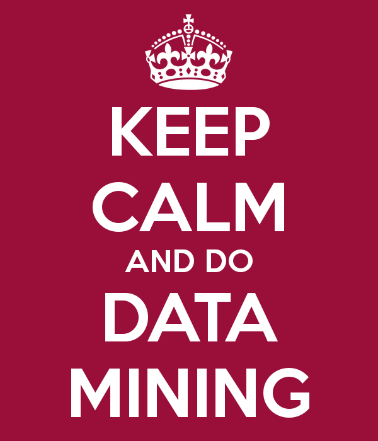 KEEP
CALM
AND DO
DATA
MINING